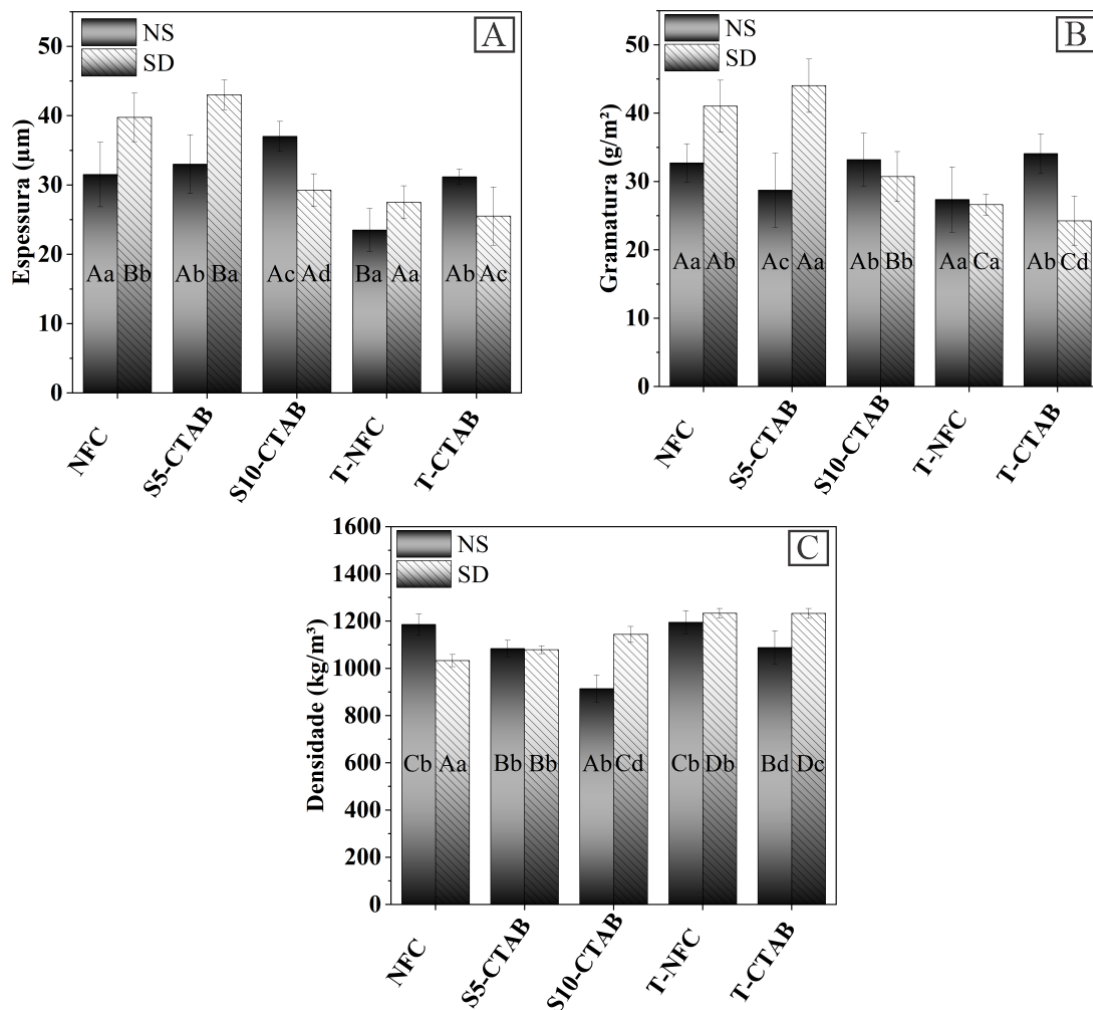 A
NS
SD
50
40
30
20
10
0
Espessura (µm)
Aa Bb Ab Ba Ac Ad Ba Aa Ab Ac
NFC S5-CTAB S10-CTAB T-NFC T-CTAB
B
NS
SD
50
40
30
20
10
0
Gramatura (g/m²)
Aa Ab Ac Aa Ab Bb Aa Ca Ab Cd
NFC S5-CTAB S10-CTAB T-NFC T-CTAB
C
NS
SD
1600
1400
1200
1000
800
600
400
200
0
Densidade (kg/m³)
Cb Aa Bb Bb Ab Cd Cb Db Bd Dc
NFC S5-CTAB S10-CTAB T-NFC T-CTAB